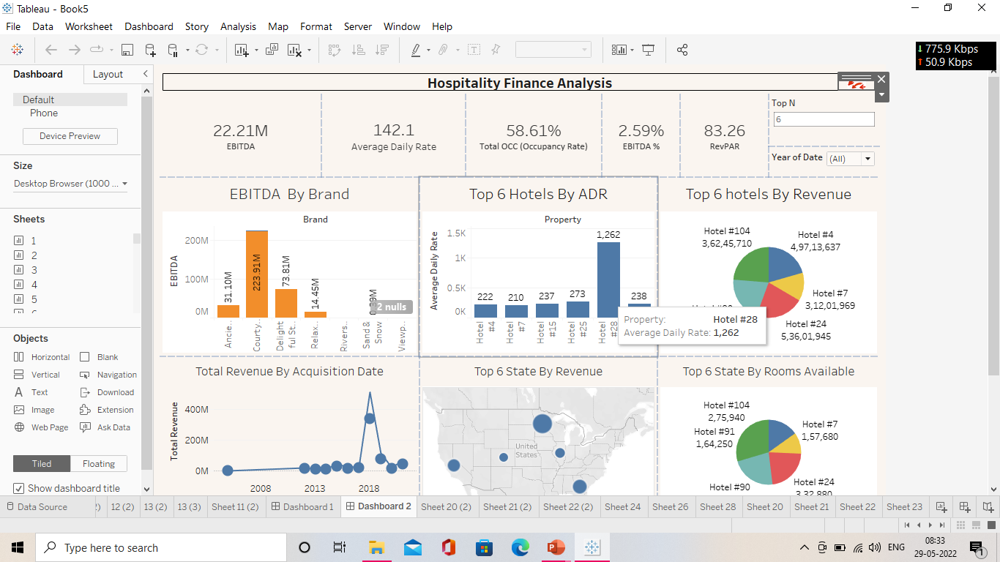 Tableau - Book5
File Data Worksheet Dashboard Story Analysis Map Format Server Window Help
775.9 Kbps
50.9 Kbps
Dashboard Layout
Default
Phone
Device Preview
Size
Desktop Browser (1000 ...
Sheets
1
2
3
4
5
Objects
Horizontal Blank
Vertical Navigation
Text Download
Image Extension
Web Page Ask Data
Tiled Floating
Show dashboard title
Hospitality Finance Analysis
22.21M
EBITDA
142.1
Average Daily Rate
58.61%
Total OCC (Occupancy Rate)
2.59%
EBITDA %
83.26
RevPAR
Top N
6
Year of Date (All)
EBITDA By Brand
Brand
EBITDA
200M
100M
0M
31.10M
223.91M
73.81M
14.45M
2 nulls
Ancie..
Courty..
Delight
ful St..
Relax..
Rivers..
Sand &
Snow
Viewp..
Top 6 Hotels By ADR
Property
Average Daily Rate
1.5K
1K
0.5K
0K
222
210
237
273
1,262
238
Hotel
#4
Hotel
#7
Hotel
#15
Hotel
#25
Hotel
#28
Property: Hotel #28
Average Daily Rate: 1,262
Top 6 hotels By Revenue
Hotel #104
3,62,45,710
Hotel #4
4,97,13,637
Hotel #7
3,12,01,969
Hotel #24
5,36,01,945
Total Revenue By Acquisition Date
Total Revenue
400M
200M
0M
2008 2013 2018
Top 6 State By Revenue
United
States
Top 6 State By Rooms Available
Hotel #104
2,75,940
Hotel #91
1,64,250
Hotel #7
1,57,680
Hotel #90
Hotel #24
3,32,880
Data Source 12 (2) 13 (2) 13 (3) Sheet 11 (2) Dashboard 1 Dashboard 2 Sheet 20 (2) Sheet 21 (2) Sheet 22 (2) Sheet 24 Sheet 26 Sheet 28 Sheet 20 Sheet 21 Sheet 22 Sheet 23
Type here to search
ENG
08:33
29-05-2022
1